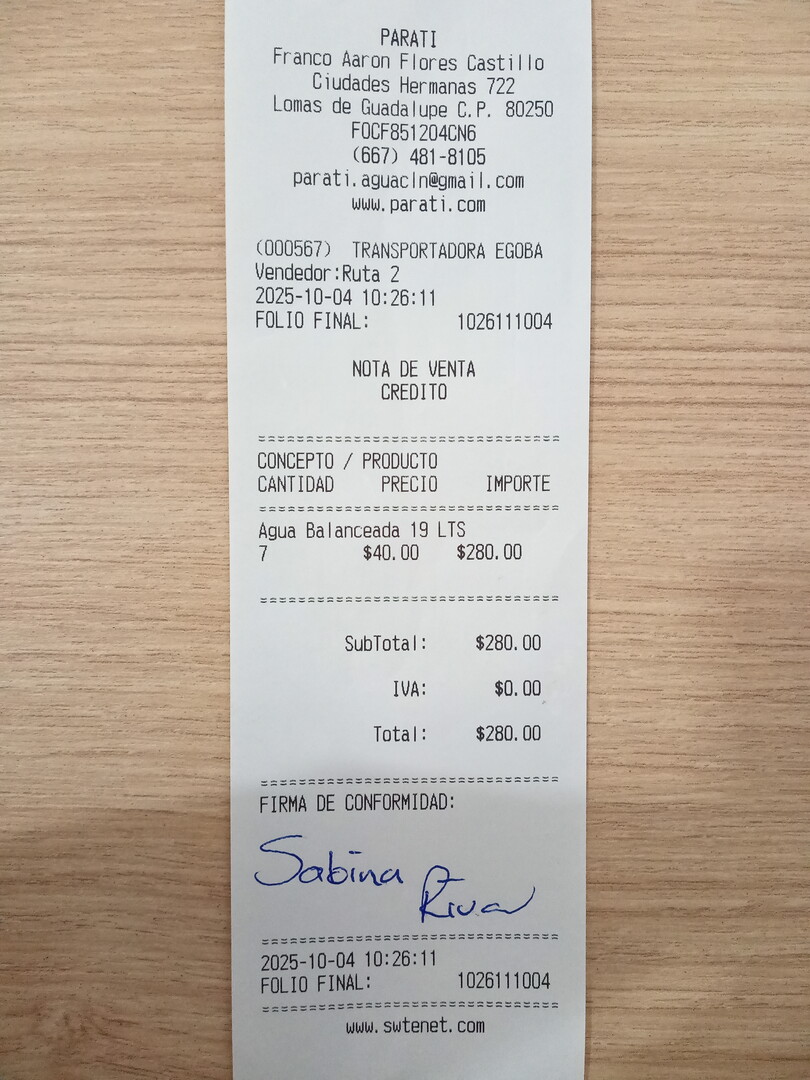 PARATI
Franco Aaron Flores Castillo
Ciudades Hermanas 722
Lomas de Guadalupe C.P. 80250
FOCF851204CN6
(667) 481-8105
parati.aguacln@gmail.com
www.parati.com
(000567) TRANSPORTADORA EGOBA
Vendedor:Ruta 2
2025-10-04 10:26:11
FOLIO FINAL: 1026111004
NOTA DE VENTA
CREDITO
CONCEPTO / PRODUCTO
CANTIDAD PRECIO IMPORTE
Agua Balanceada 19 LTS
7 $40.00 $280.00
SubTotal: $280.00
IVA: $0.00
Total: $280.00
FIRMA DE CONFORMIDAD:
Sabina
2025-10-04 10:26:11
FOLIO FINAL: 1026111004
www.swtenet.com